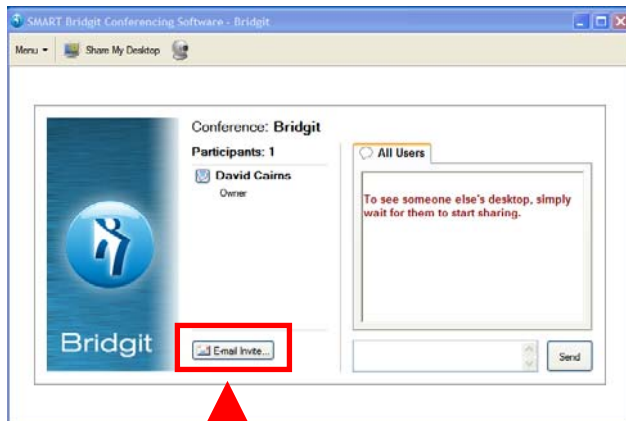 SMART Bridgit Conferencing Software - Bridgit
Menu Share My Desktop
Conference: Bridgit
Participants: 1
David Cairns
Owner
All Users
To see someone else's desktop, simply
wait for them to start sharing.
Bridgit
E-mail Invite...
Send